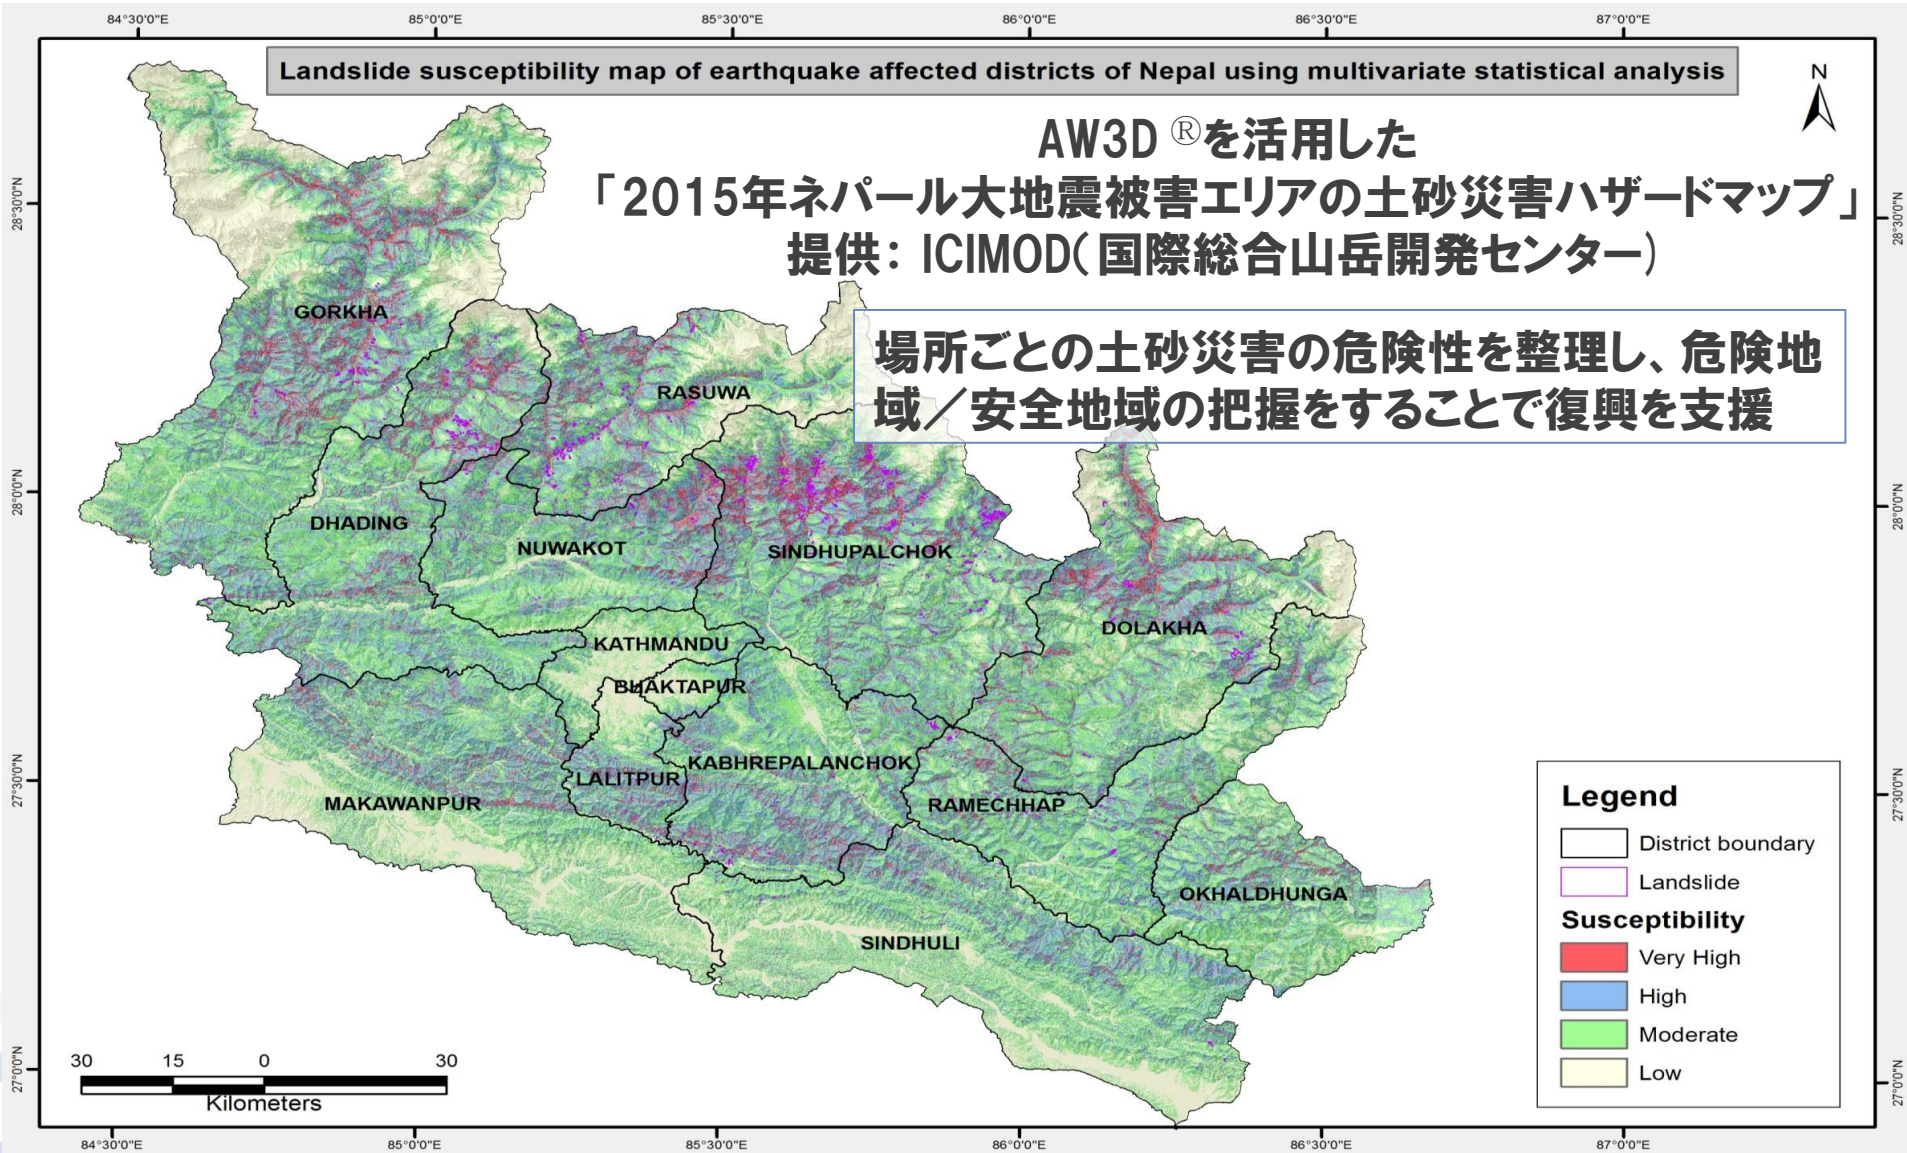 84°30'0"E 85°0'0"E 85°30'0"E 86°0'0"E 86°30'0"E 87°0'0"E
Landslide susceptibility map of earthquake affected districts of Nepal using multivariate statistical analysis
N
AW3D ®を活用した
「2015年ネパール大地震被害エリアの土砂災害ハザードマップ」
提供: ICIMOD(国際総合山岳開発センター)
場所ごとの土砂災害の危険性を整理し、危険地
域/安全地域の把握をすることで復興を支援
28°30'0"N
28°30'0"N
GORKHA
RASUWA
28°0'0"N
28°0'0"N
DHADING
NUWAKOT
SINDHUPALCHOK
DOLAKHA
KATHMANDU
BHAKTAPUR
KABHREPALANCHOK
LALITPUR
27°30'0"N
27°30'0"N
MAKAWANPUR
RAMECHHAP
OKHALDHUNGA
SINDHULI
Legend
District boundary
Landslide
Susceptibility
Very High
High
Moderate
Low
30 15 0 30
Kilometers
27°0'0"N
27°0'0"N
84°30'0"E 85°0'0"E 85°30'0"E 86°0'0"E 86°30'0"E 87°0'0"E